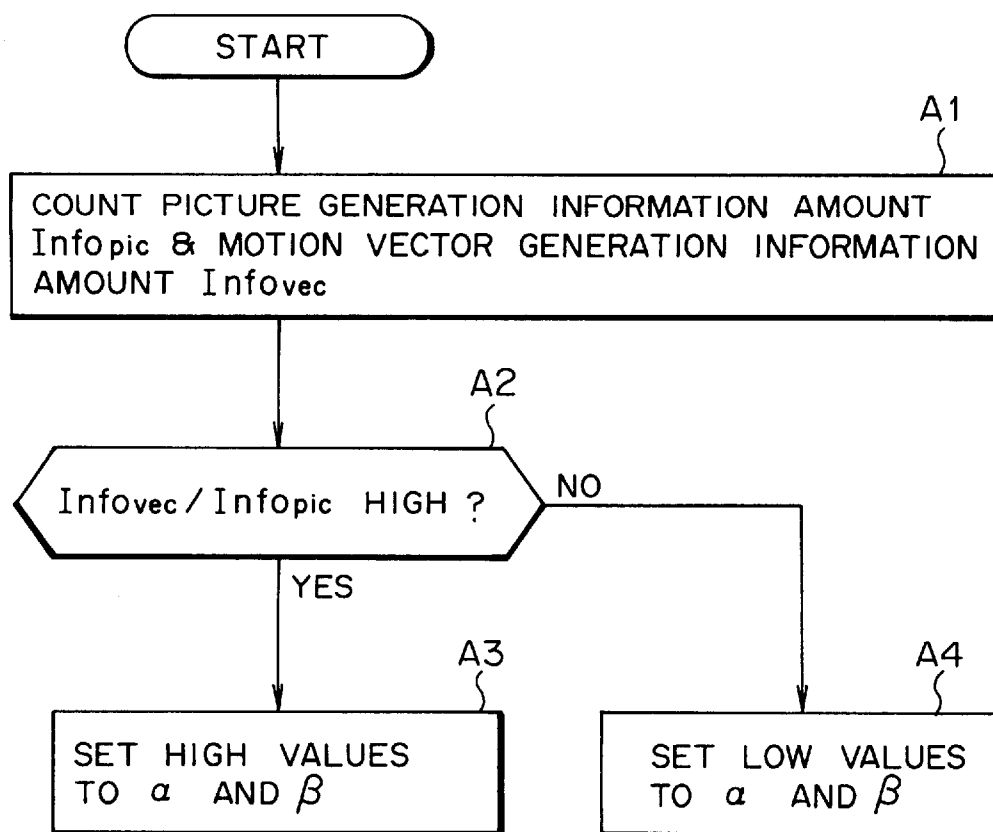 START
A1
COUNT PICTURE GENERATION INFORMATION AMOUNT
Infopic & MOTION VECTOR GENERATION INFORMATION
AMOUNT Infovec
A2
Infovec/Infopic HIGH ?
NO
YES
A3
SET HIGH VALUES
TO α AND β
A4
SET LOW VALUES
TO α AND β